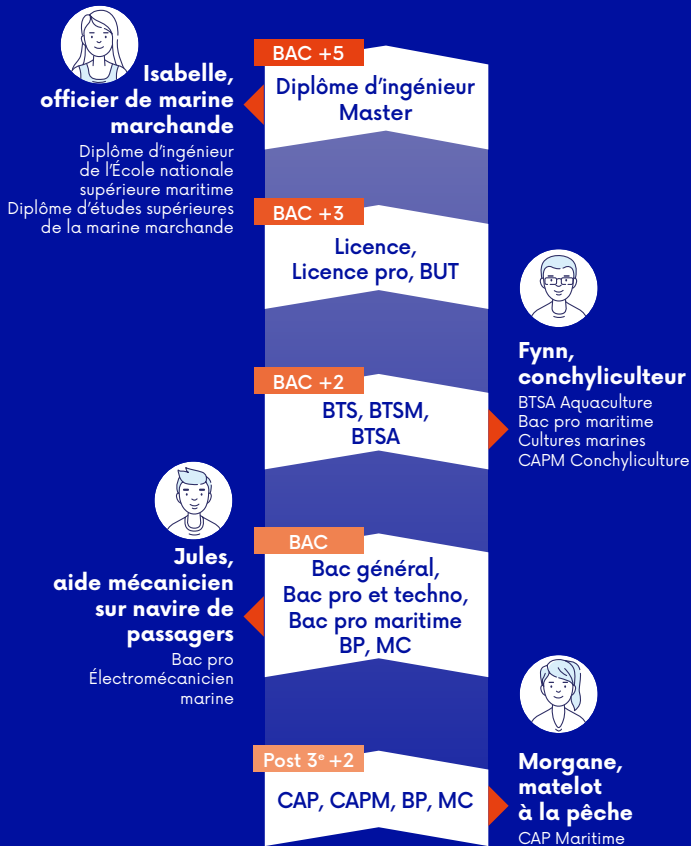 BAC +5
Diplôme d'ingénieur
Master
Isabelle,
officier de marine
marchande
Diplôme d'ingénieur
de l'École nationale
supérieure maritime
Diplôme d'études supérieures
de la marine marchande
BAC +3
Licence,
Licence pro, BUT
Fynn,
conchyliculteur
BTSA Aquaculture
Bac pro maritime
Cultures marines
CAPM Conchyliculture
BAC +2
BTS, BTSM,
BTSA
Jules,
aide mécanicien
sur navire de
passagers
Bac pro
Électromécanicien
marine
BAC
Bac général,
Bac pro et techno,
Bac pro maritime
BP, MC
Morgane,
matelot
à la pêche
CAP Maritime
Post 3e +2
CAP, CAPM, BP, MC